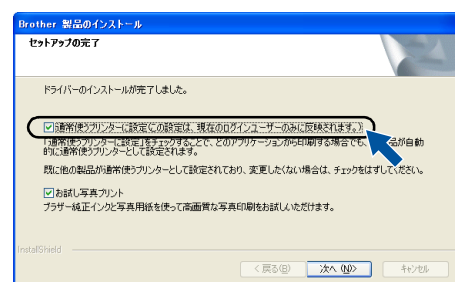 Brother 製品のインストール
セットアップの完了
ドライバーのインストールが完了しました。
通常使うプリンターに設定(この設定は、現在のログインユーザーのみに反映されます。)
「通常使うプリンターに設定」をチェックすることで、どのアプリケーションから印刷する場合でも、 品が自動
的に通常使うプリンターとして設定されます。
既に他の製品が通常使うプリンターとして設定されており、変更したくない場合は、チェックをはずしてください。
お試し写真プリント
ブラザー純正インクと写真用紙を使って高画質な写真印刷をお試しいただけます。
InstallShield
< 戻る(B) 次へ (N)> キャンセル